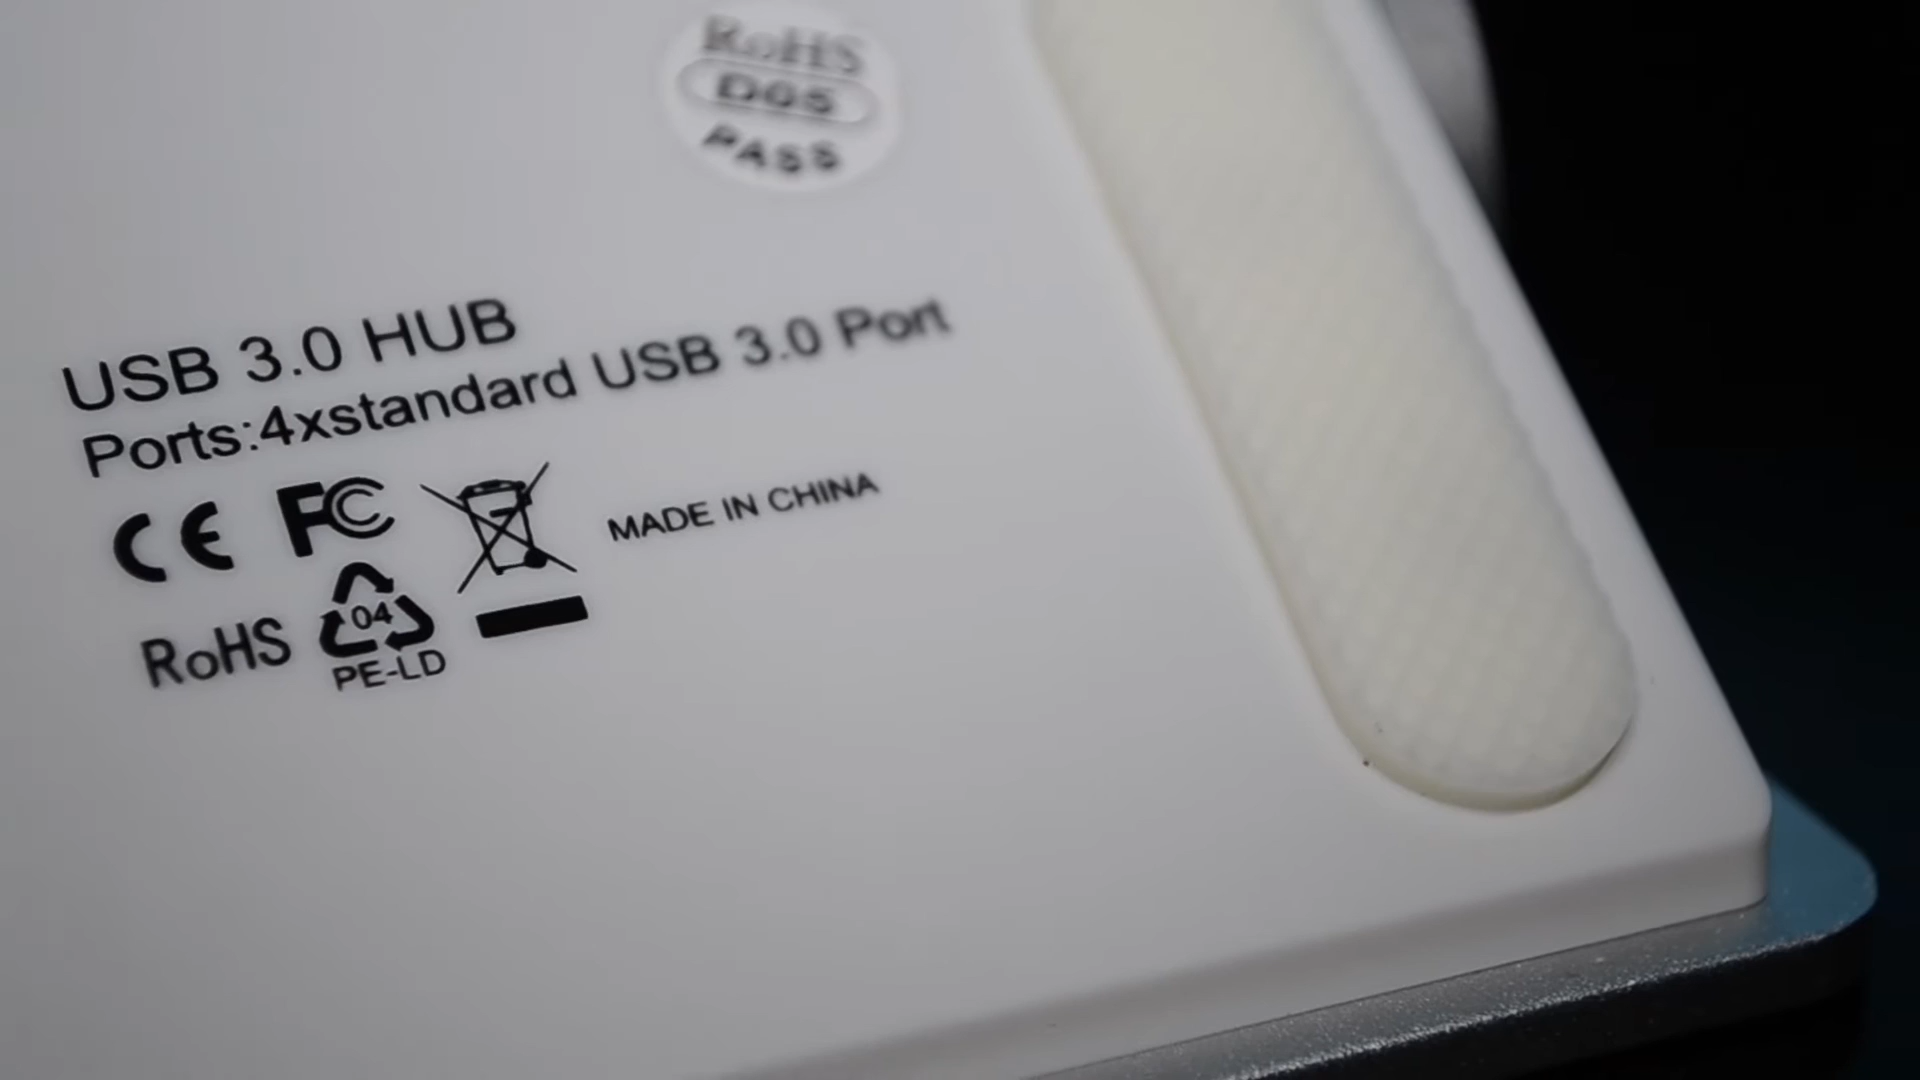 RoHS
DGS
PASS
USB 3.0 HUB
Ports:4xstandard USB 3.0 Port
CE FC MADE IN CHINA
RoHS 04
PE-LD